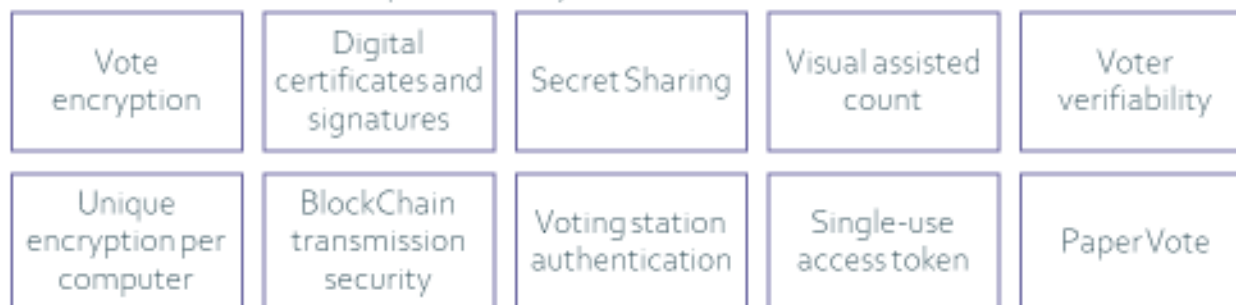 Vote
encryption
Digital
certificates and
signatures
Secret Sharing
Visual assisted
count
Voter
verifiability
Unique
encryption per
computer
BlockChain
transmission
security
Voting station
authentication
Single-use
access token
Paper Vote